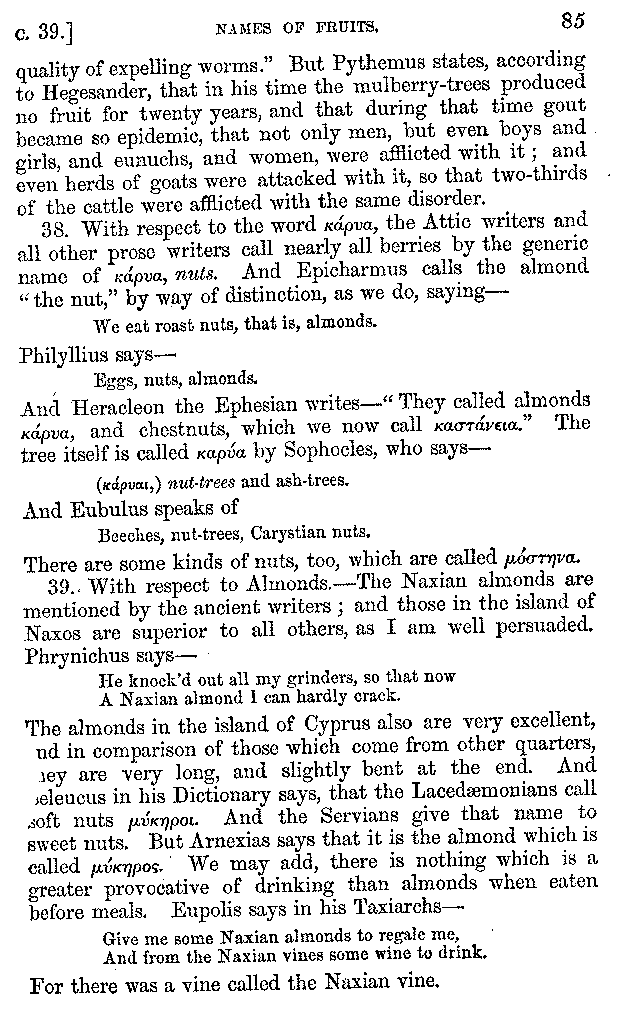 c. 39.] NAMES OF FRUITS. 85
quality of expelling worms.” But Pythemus states, according
to Hegesander, that in his time the mulberry-trees produced
no fruit for twenty years, and that during that time gout
became so epidemic, that not only men, but even boys and
girls, and eunuchs, and women, were afflicted with it ; and
even herds of goats were attacked with it, so that two-thirds
of the cattle were afflicted with the same disorder.
38. With respect to the word κάρυα, the Attic writers and
all other prose writers call nearly all berries by the generic
name of κάρυα, nuts. And Epicharmus calls the almond
“the nut,” by way of distinction, as we do, saying—
We eat roast nuts, that is, almonds.
Philyllius says—
Eggs, nuts, almonds.
And Heracleon the Ephesian writes—“They called almonds
κάρυα, and chestnuts, which we now call καστάνεια.” The
tree itself is called καρύα by Sophocles, who says—
(κάρυαι,) nut-trees and ash-trees.
And Eubulus speaks of
Beeches, nut-trees, Carystian nuts.
There are some kinds of nuts, too, which are called μόστηνα.
39. With respect to Almonds.—The Naxian almonds are
mentioned by the ancient writers ; and those in the island of
Naxos are superior to all others, as I am well persuaded.
Phrynichus says—
He knock’d out all my grinders, so that now
A Naxian almond I can hardly crack.
The almonds in the island of Cyprus also are very excellent,
nd in comparison of those which come from other quarters,
ey are very long, and slightly bent at the end. And
eleucus in his Dictionary says, that the Lacedæmonians call
soft nuts μύκηροι. And the Servians give that name to
sweet nuts. But Arnexias says that it is the almond which is
called μύκηρος. We may add, there is nothing which is a
greater provocative of drinking than almonds when eaten
before meals. Eupolis says in his Taxiarchs—
Give me some Naxian almonds to regale me,
And from the Naxian vines some wine to drink.
For there was a vine called the Naxian vine.